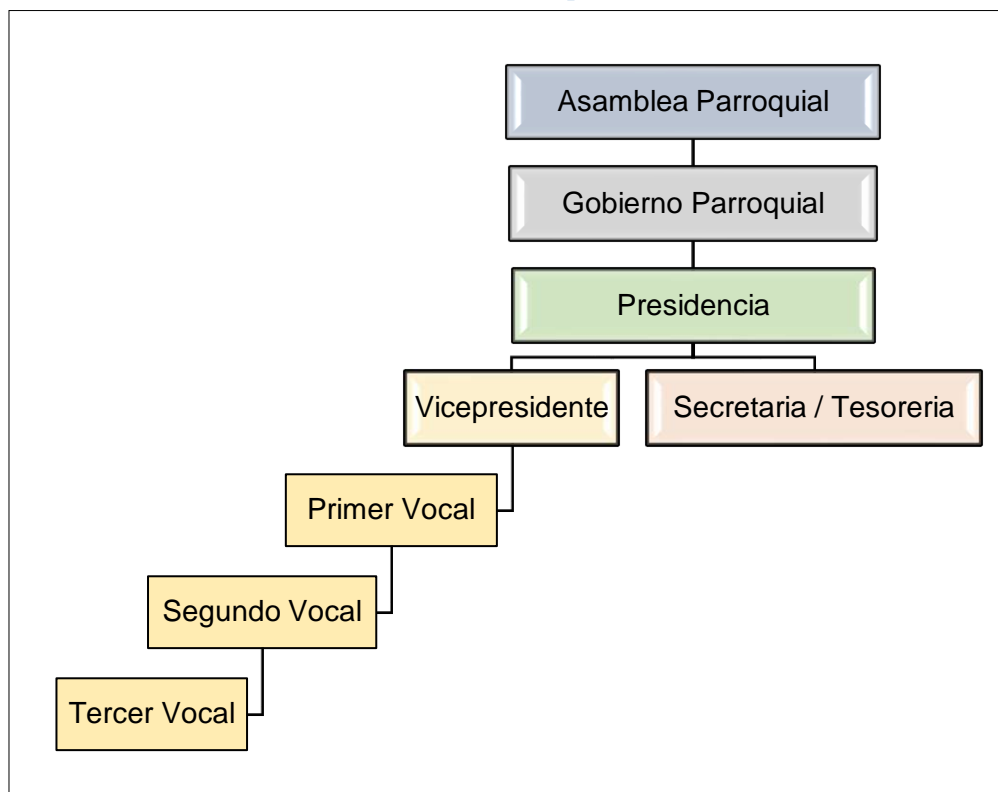 Asamblea Parroquial
Gobierno Parroquial
Presidencia
Vicepresidente
Secretaria / Tesoreria
Primer Vocal
Segundo Vocal
Tercer Vocal